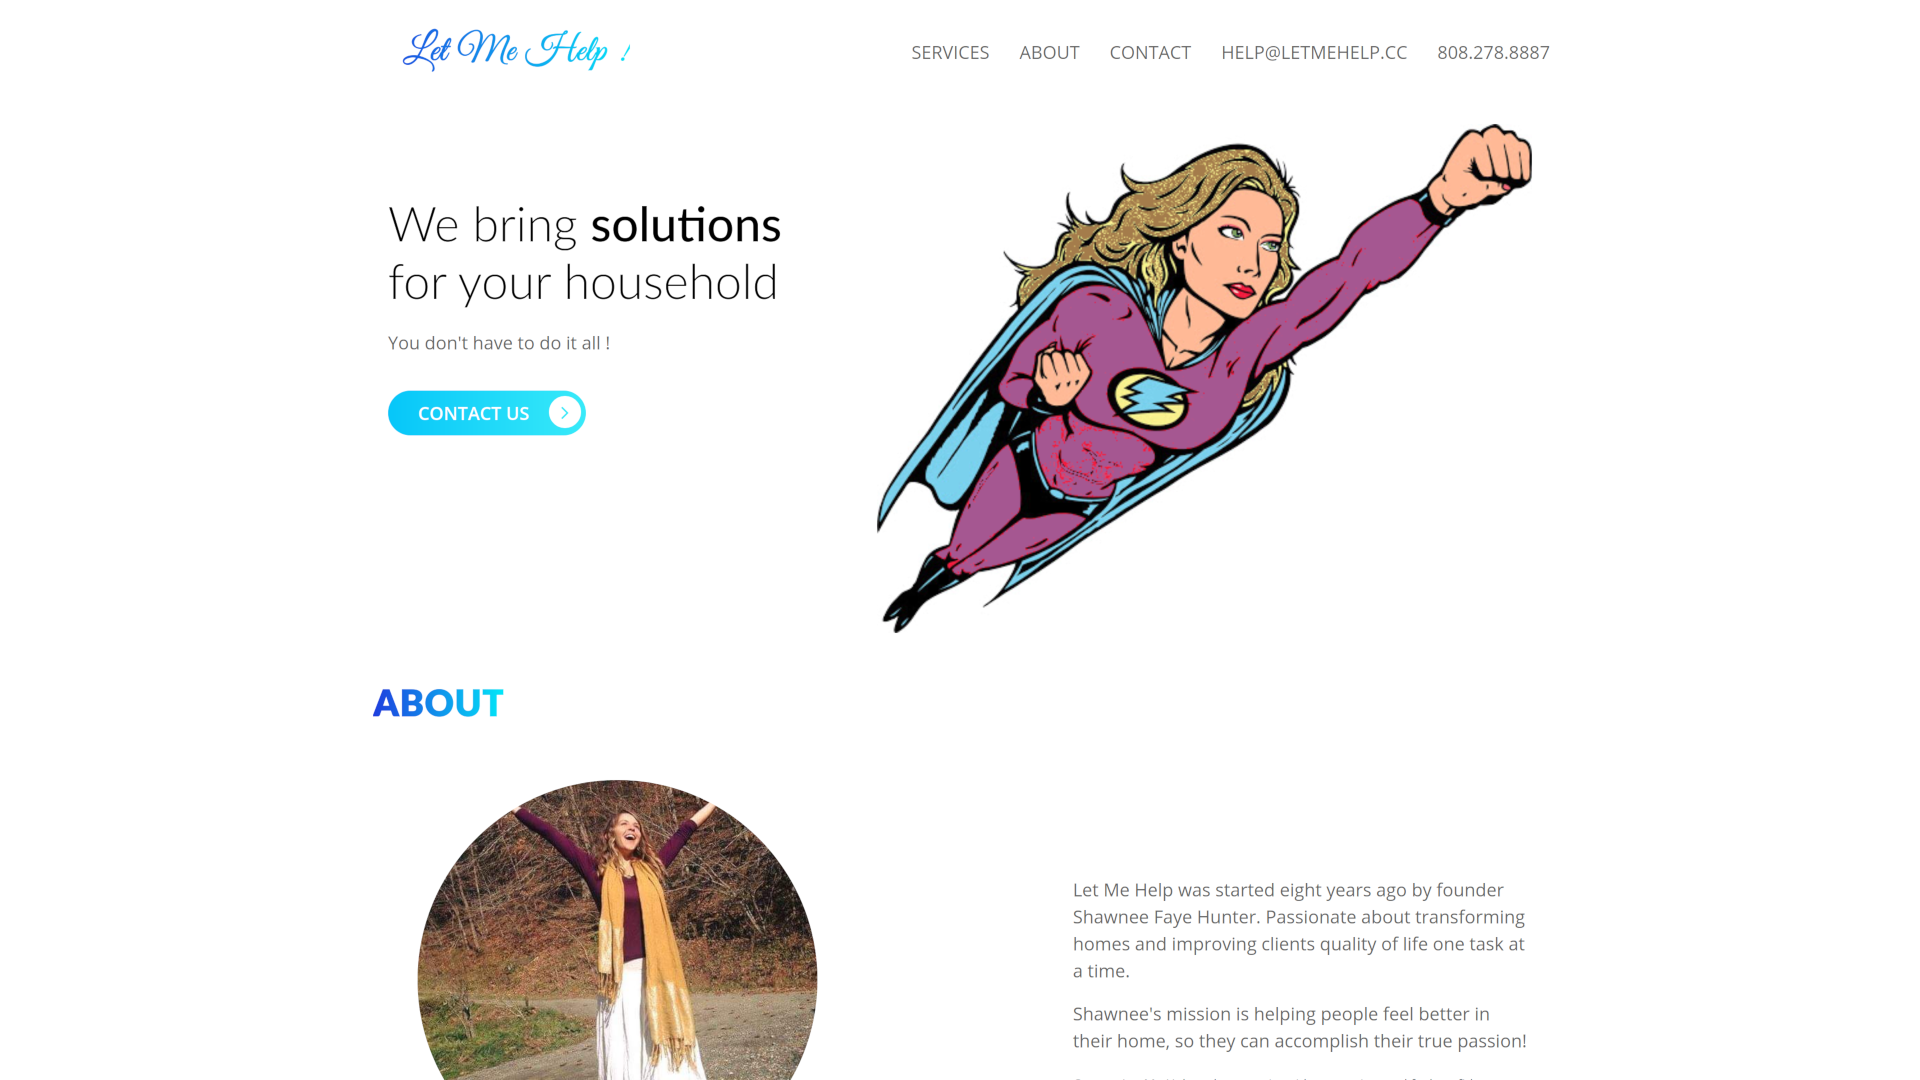 Let Me Help !
SERVICES
ABOUT
CONTACT
HELP@LETMEHELP.CC
808.278.8887
We bring solutions
for your household
You don't have to do it all !
CONTACT US
ABOUT
Let Me Help was started eight years ago by founder
Shawnee Faye Hunter. Passionate about transforming
homes and improving clients quality of life one task at
a time.
Shawnee's mission is helping people feel better in
their home, so they can accomplish their true passion!